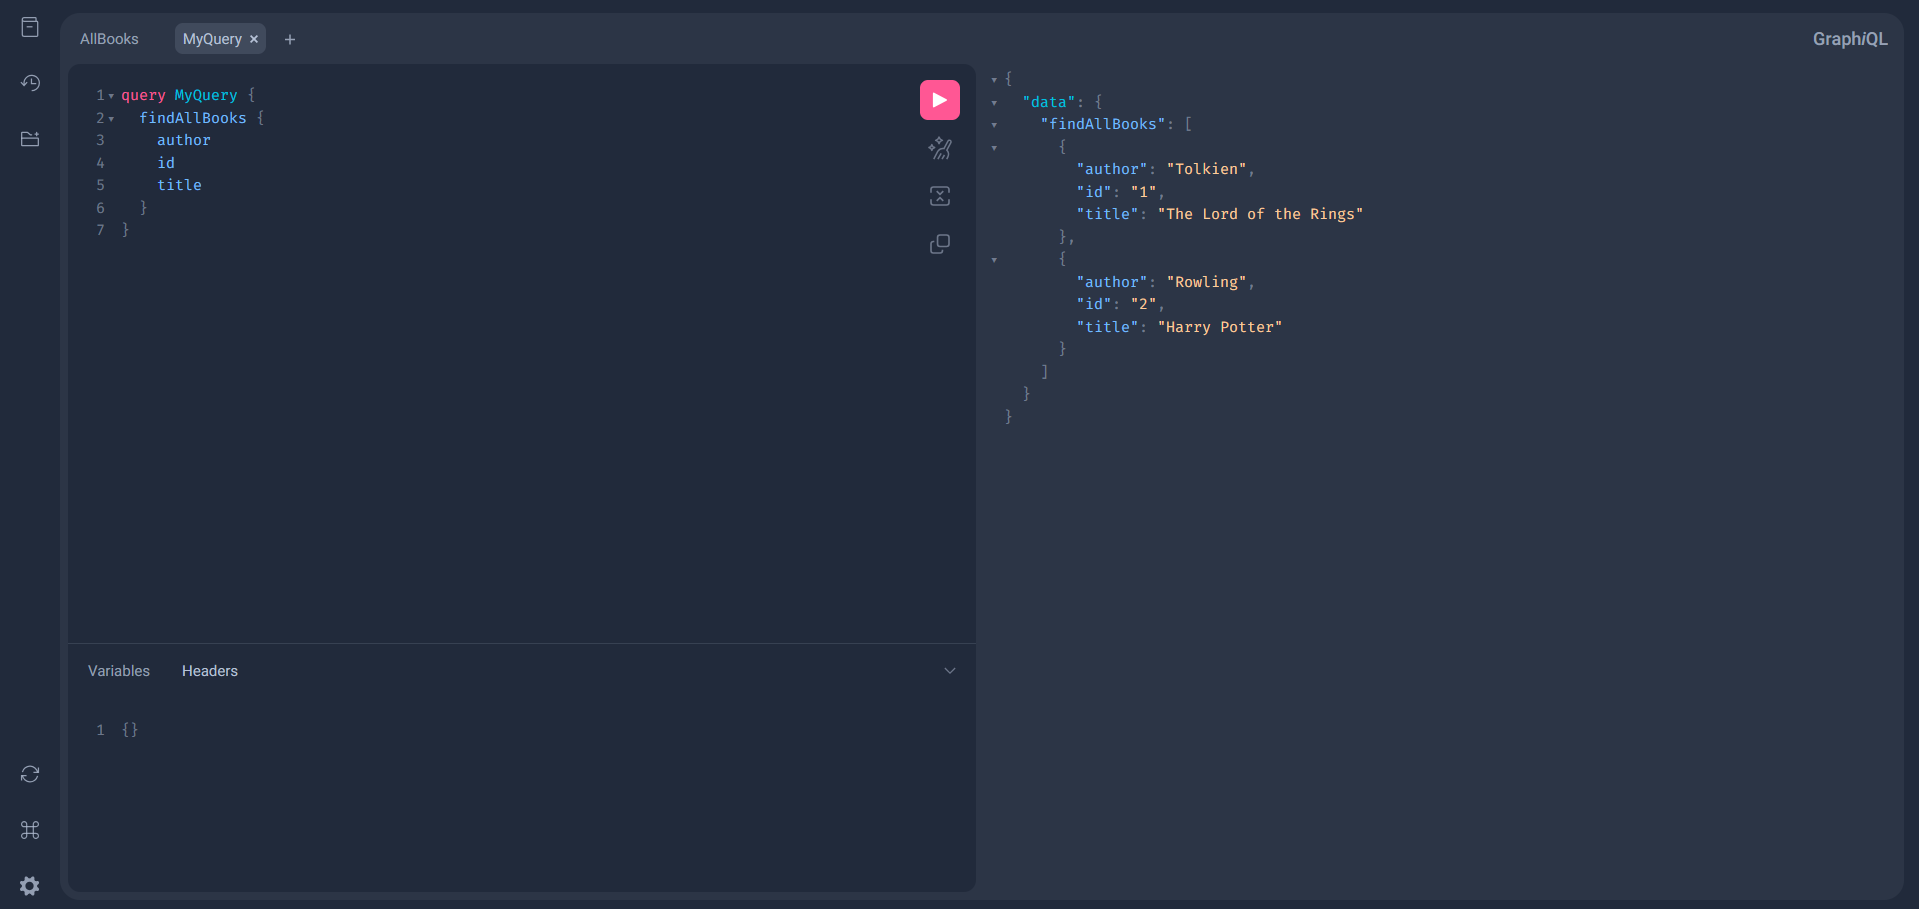 AllBooks
MyQuery
GraphiQL
1 query MyQuery {
2 findAllBooks {
3 author
4 id
5 title
6 }
7 }
Variables Headers
1 {}
{
"data": {
"findAllBooks": [
{
"author": "Tolkien",
"id": "1",
"title": "The Lord of the Rings"
},
{
"author": "Rowling",
"id": "2",
"title": "Harry Potter"
}
]
}
}